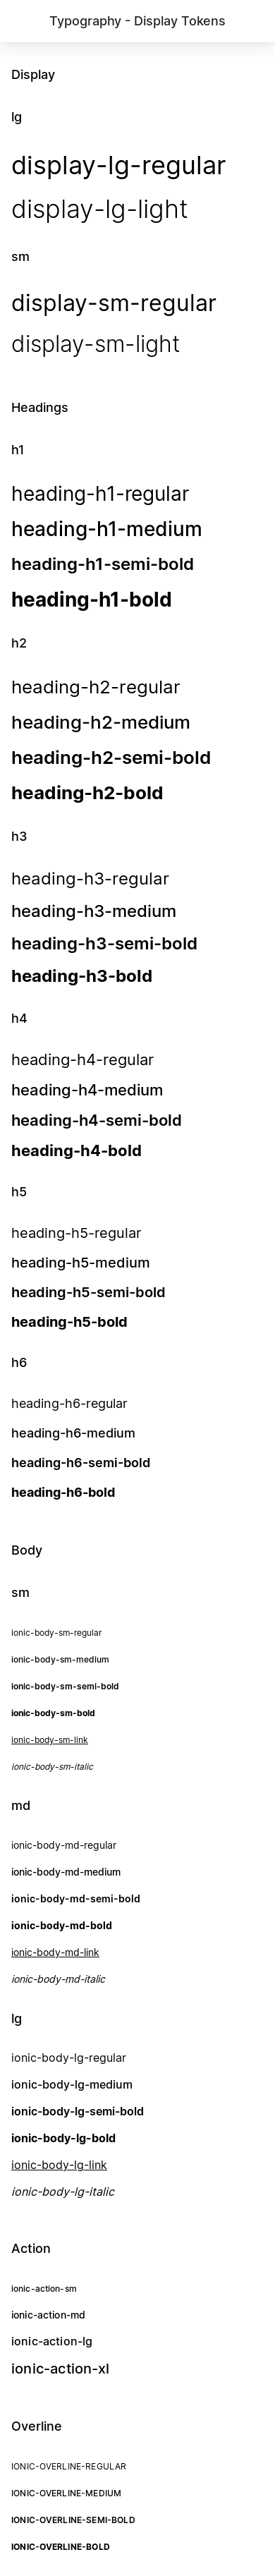 Typography - Display Tokens
Display
lg
display-lg-regular
display-lg-light
sm
display-sm-regular
display-sm-light
Headings
h1
heading-h1-regular
heading-h1-medium
heading-h1-semi-bold
heading-h1-bold
h2
heading-h2-regular
heading-h2-medium
heading-h2-semi-bold
heading-h2-bold
h3
heading-h3-regular
heading-h3-medium
heading-h3-semi-bold
heading-h3-bold
h4
heading-h4-regular
heading-h4-medium
heading-h4-semi-bold
heading-h4-bold
h5
heading-h5-regular
heading-h5-medium
heading-h5-semi-bold
heading-h5-bold
h6
heading-h6-regular
heading-h6-medium
heading-h6-semi-bold
heading-h6-bold
Body
sm
ionic-body-sm-regular
ionic-body-sm-medium
ionic-body-sm-semi-bold
ionic-body-sm-bold
ionic-body-sm-link
ionic-body-sm-italic
md
ionic-body-md-regular
ionic-body-md-medium
ionic-body-md-semi-bold
ionic-body-md-bold
ionic-body-md-link
ionic-body-md-italic
lg
ionic-body-lg-regular
ionic-body-lg-medium
ionic-body-lg-semi-bold
ionic-body-lg-bold
ionic-body-lg-link
ionic-body-lg-italic
Action
ionic-action-sm
ionic-action-md
ionic-action-lg
ionic-action-xl
Overline
IONIC-OVERLINE-REGULAR
IONIC-OVERLINE-MEDIUM
IONIC-OVERLINE-SEMI-BOLD
IONIC-OVERLINE-BOLD